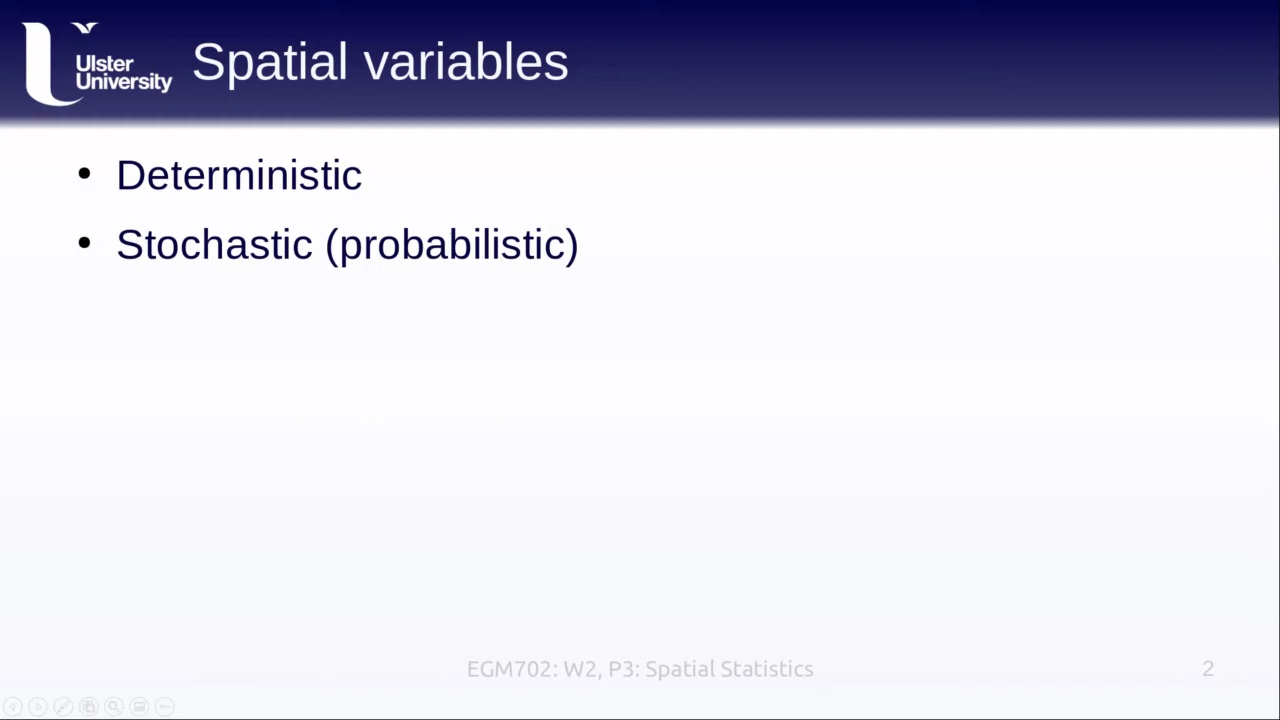 Ulster
University
Spatial variables
• Deterministic
• Stochastic (probabilistic)
EGM702: W2, P3: Spatial Statistics
2